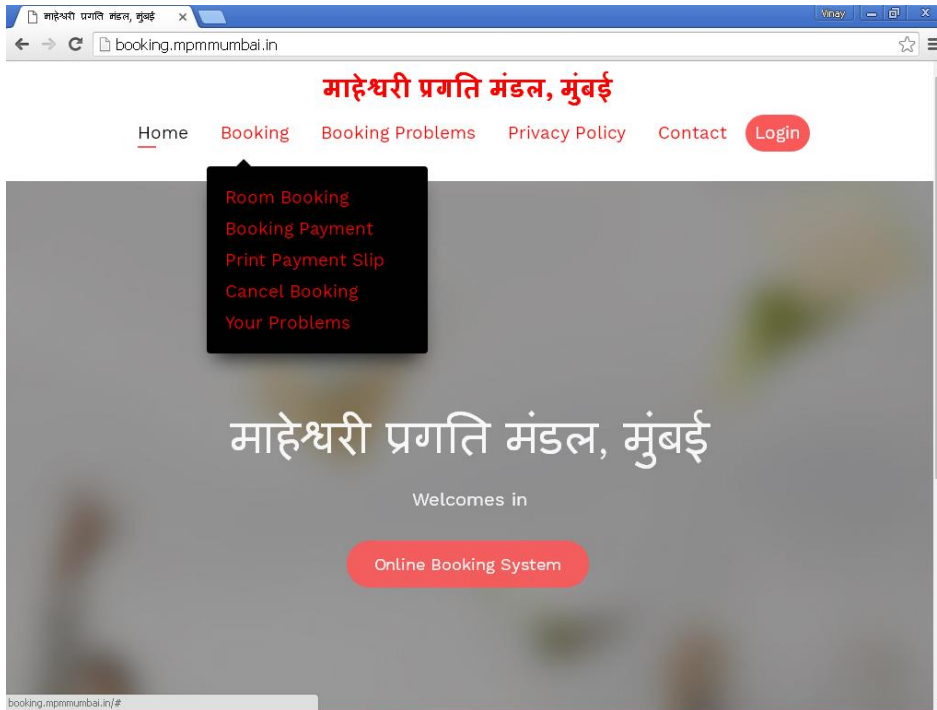 माहेश्वरी प्रगति मंडल, मुंबई
Vinay
booking.mpmmumbai.in
माहेश्वरी प्रगति मंडल, मुंबई
Home Booking Booking Problems Privacy Policy Contact Login
Room Booking
Booking Payment
Print Payment Slip
Cancel Booking
Your Problems
माहेश्वरी प्रगति मंडल, मुंबई
Welcomes in
Online Booking System
booking.mpmmumbai.in/#